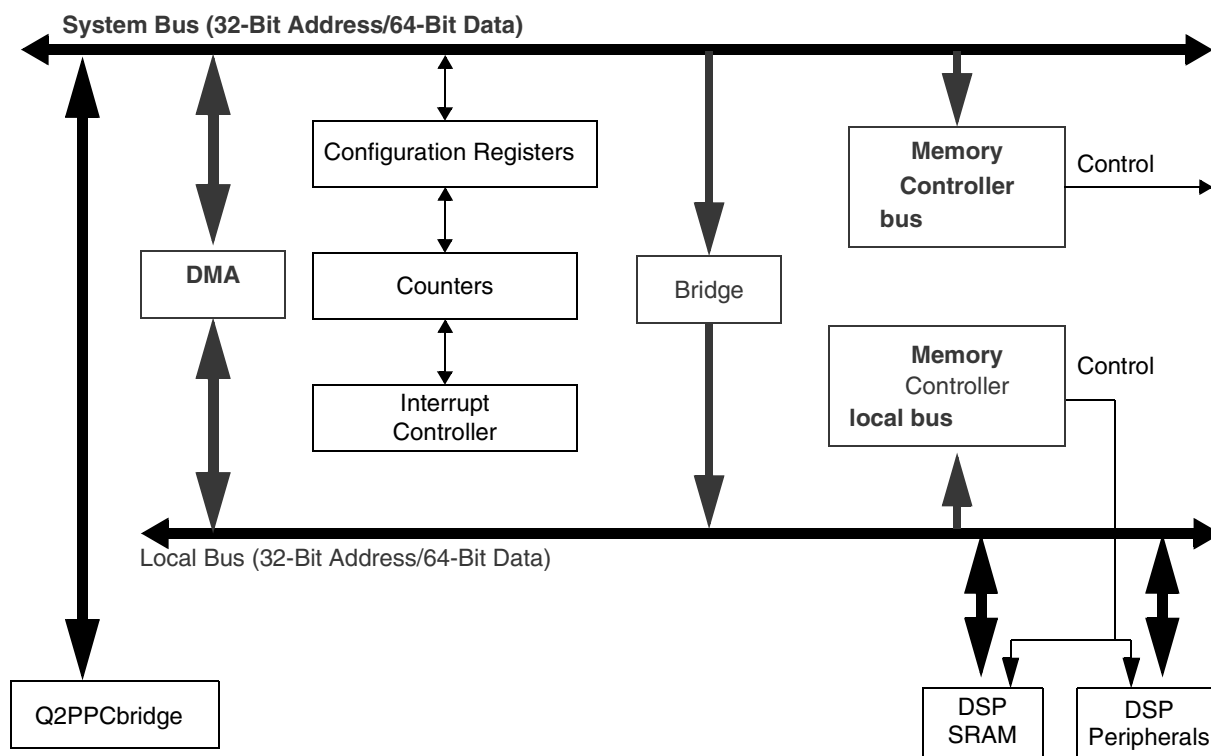 System Bus (32-Bit Address/64-Bit Data)
Configuration Registers
Memory
Controller
bus
Control
DMA
Counters
Bridge
Memory
Controller
local bus
Control
Interrupt
Controller
Local Bus (32-Bit Address/64-Bit Data)
Q2PPCbridge
DSP
SRAM
DSP
Peripherals